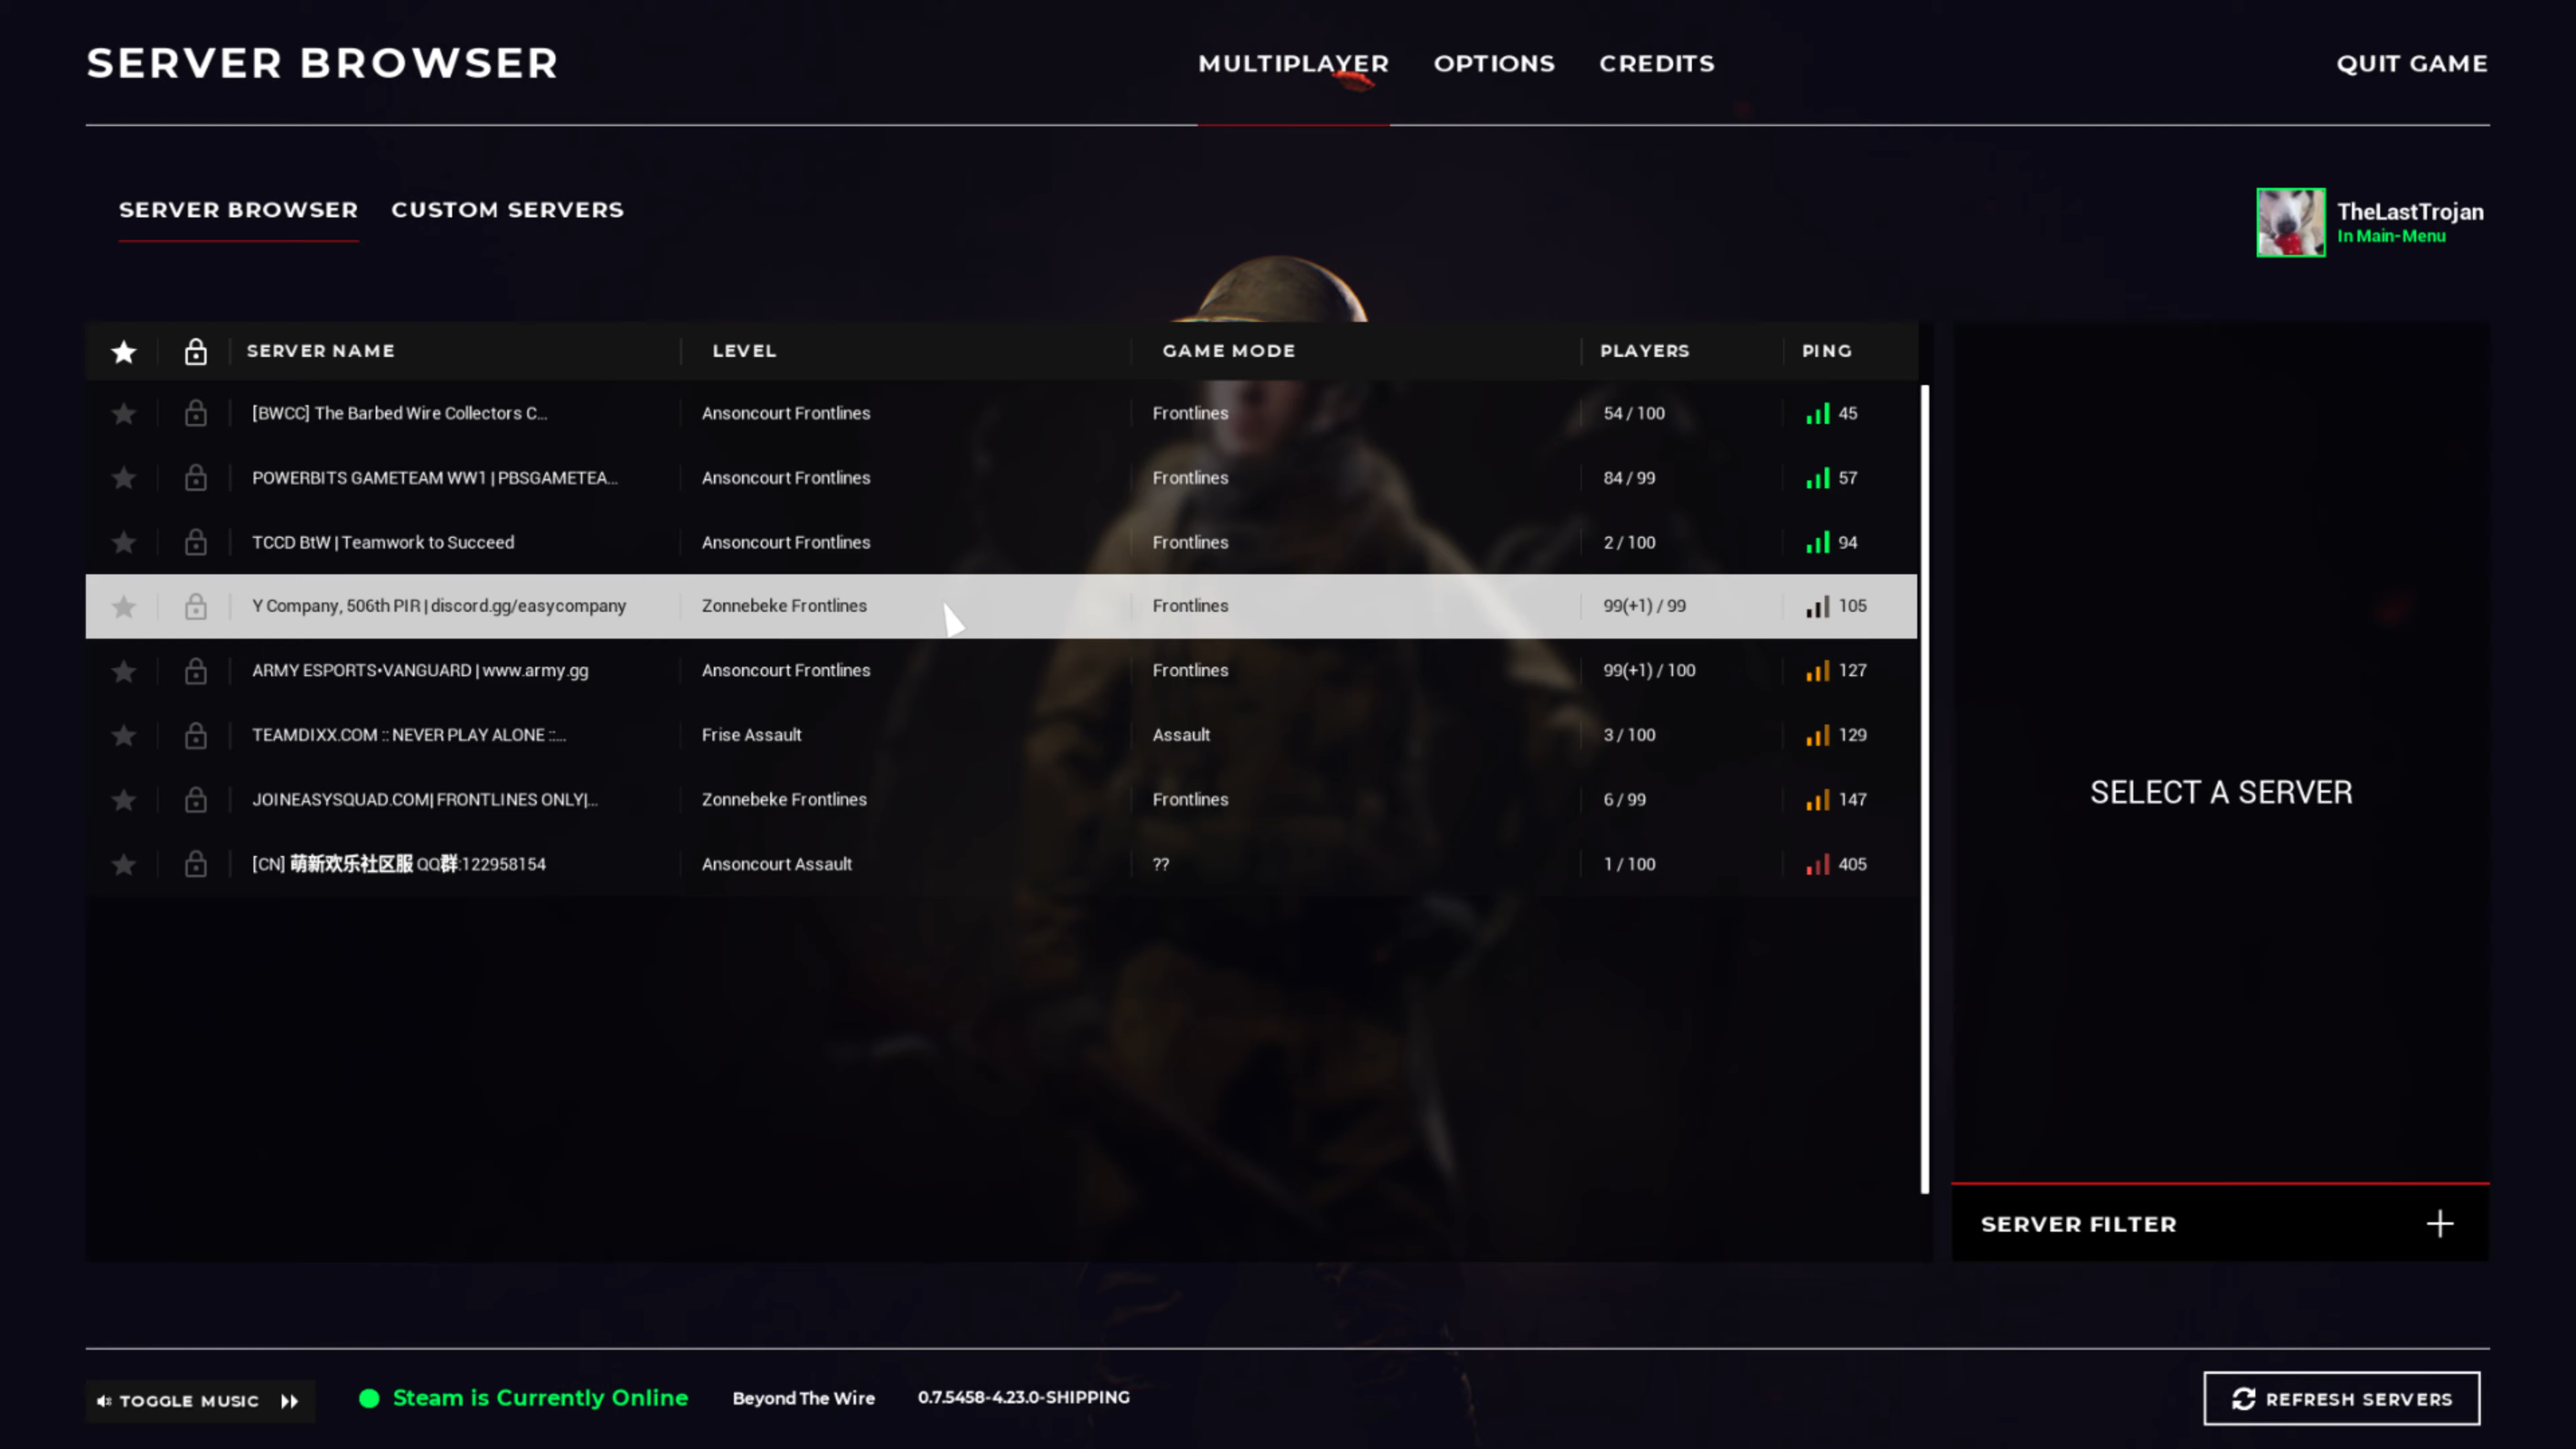 SERVER BROWSER MULTIPLAYER OPTIONS CREDITS QUIT GAME
SERVER BROWSER CUSTOM SERVERS TheLastTrojan
In Main-Menu
SERVER NAME LEVEL GAME MODE PLAYERS PING
[BWCC] The Barbed Wire Collectors C... Ansoncourt Frontlines Frontlines 54 / 100 45
POWERBITS GAMETEAM WW1 | PBSGAMETEA... Ansoncourt Frontlines Frontlines 84 / 99 57
TCCD BtW | Teamwork to Succeed Ansoncourt Frontlines Frontlines 2 / 100 94
Y Company, 506th PIR | discord.gg/easycompany Zonnebeke Frontlines Frontlines 99(+1) / 99 105
ARMY ESPORTS•VANGUARD | www.army.gg Ansoncourt Frontlines Frontlines 99(+1) / 100 127
TEAMDIXX.COM :: NEVER PLAY ALONE ::... Frise Assault Assault 3 / 100 129
JOINEASYSQUAD.COM| FRONTLINES ONLY|... Zonnebeke Frontlines Frontlines 6 / 99 147
[CN] 萌新欢乐社区服 QQ群:122958154 Ansoncourt Assault ?? 1 / 100 405
SELECT A SERVER
SERVER FILTER
TOGGLE MUSIC Steam is Currently Online Beyond The Wire 0.7.5458-4.23.0-SHIPPING REFRESH SERVERS